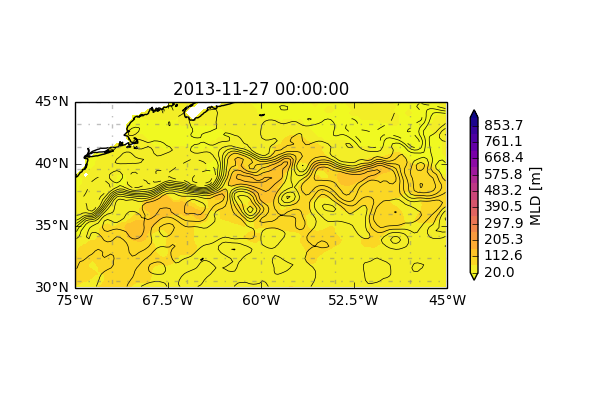 2013-11-27 00:00:00
45°N
40°N
35°N
30°N
75°W
67.5°W
60°W
52.5°W
45°W
853.7
761.1
668.4
575.8
483.2
390.5
297.9
205.3
112.6
20.0
MLD [m]